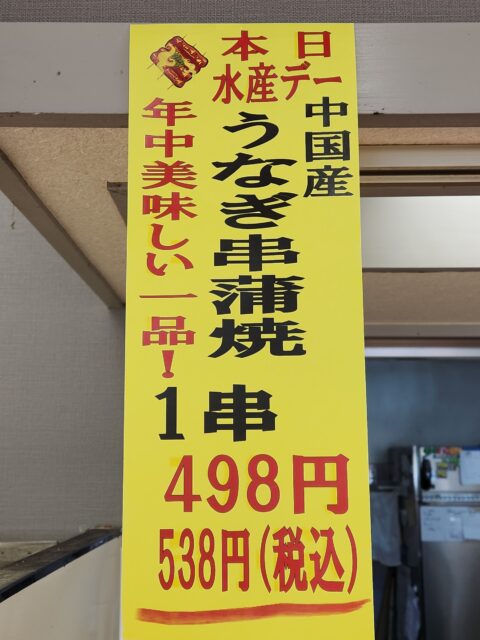 本日
水産デー
中国産
うなぎ串蒲焼
年中美味しい一品！
1串
498円
538円(税込)